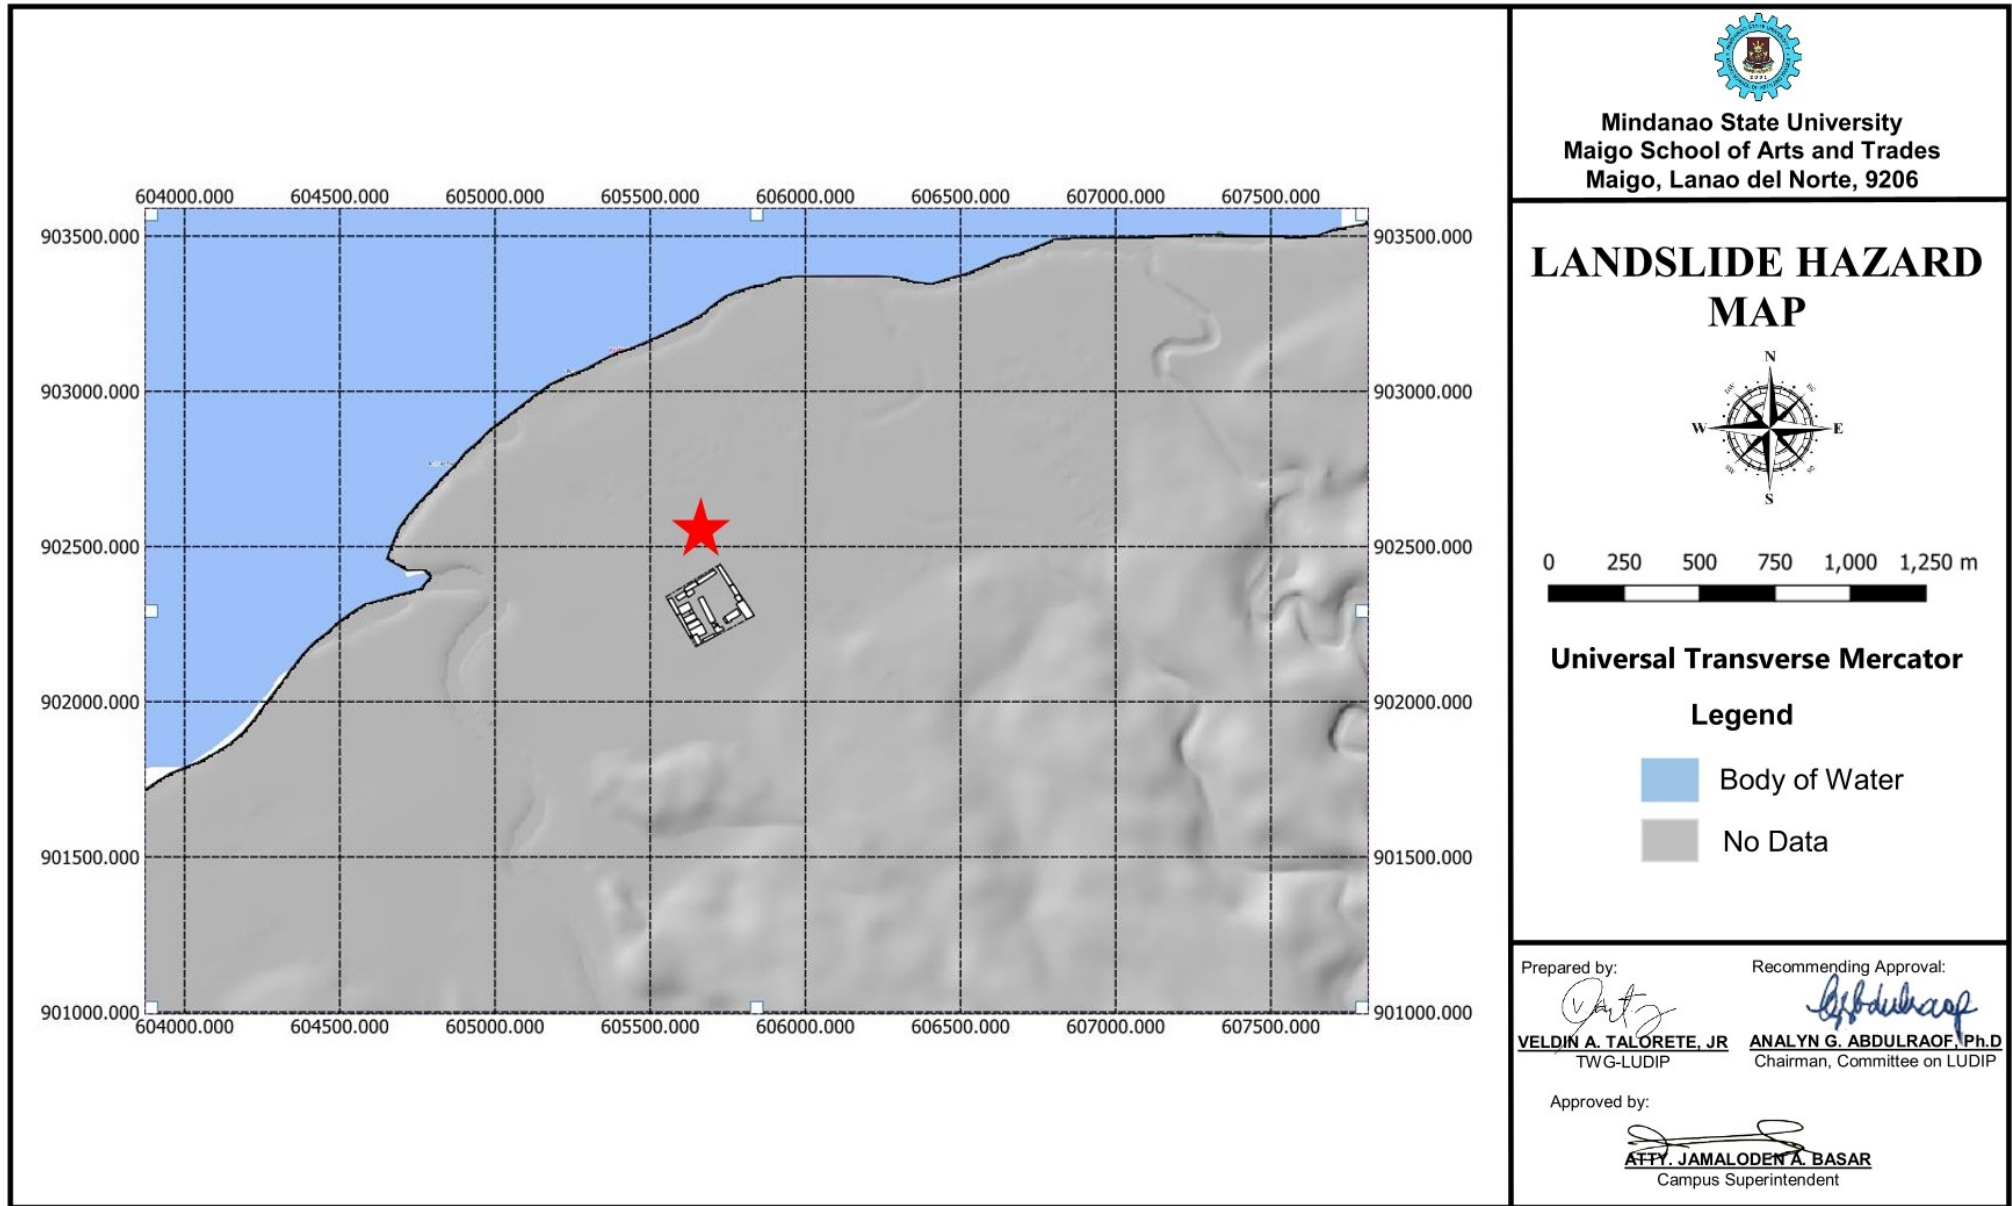 604000.000 604500.000 605000.000 605500.000 606000.000 606500.000 607000.000 607500.000
903500.000 903500.000
903000.000 903000.000
902500.000 902500.000
902000.000 902000.000
901500.000 901500.000
901000.000 901000.000
604000.000 604500.000 605000.000 605500.000 606000.000 606500.000 607000.000 607500.000
Mindanao State University
Maigo School of Arts and Trades
Maigo, Lanao del Norte, 9206
LANDSLIDE HAZARD
MAP
N
W E
S
0 250 500 750 1,000 1,250 m
Universal Transverse Mercator
Legend
Body of Water
No Data
Prepared by:
VELDIN A. TALORETE, JR
TWG-LUDIP
Recommending Approval:
ANALYN G. ABDULRAOF, Ph.D
Chairman, Committee on LUDIP
Approved by:
ATTY. JAMALODEN A. BASAR
Campus Superintendent